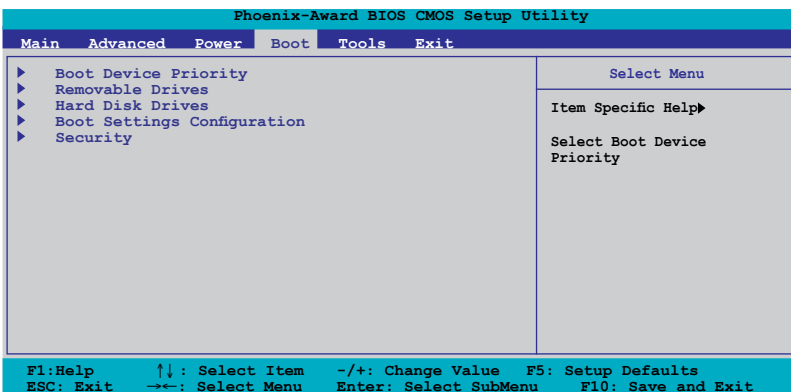 Phoenix-Award BIOS CMOS Setup Utility
Main Advanced Power Boot Tools Exit
▶ Boot Device Priority
▶ Removable Drives
▶ Hard Disk Drives
▶ Boot Settings Configuration
▶ Security
Select Menu
Item Specific Help▶
Select Boot Device
Priority
F1:Help ↑↓ : Select Item -/+: Change Value F5: Setup Defaults
ESC: Exit →←: Select Menu Enter: Select SubMenu F10: Save and Exit